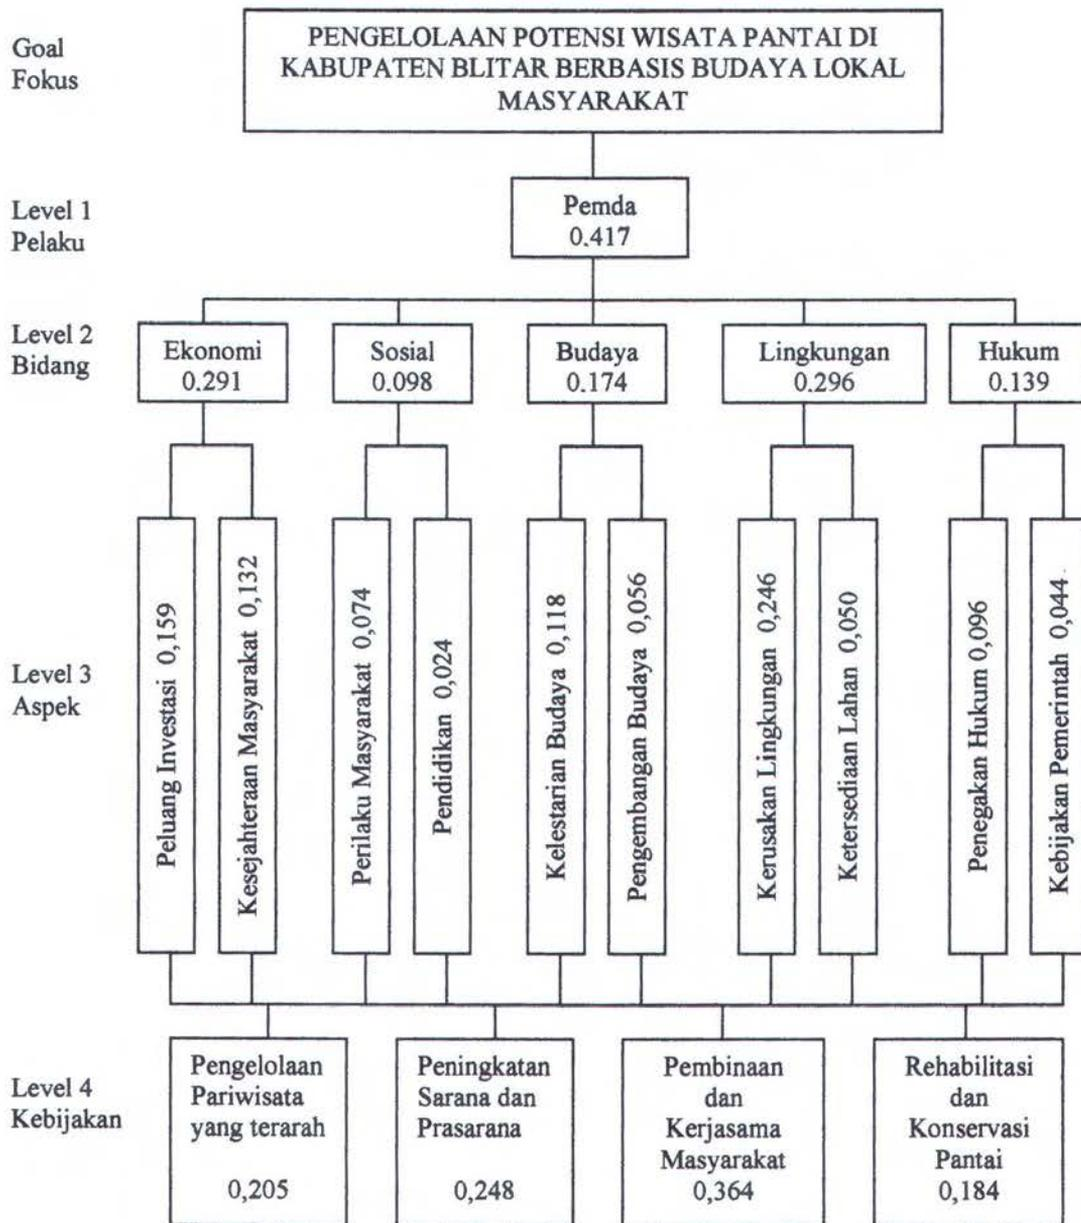 Goal
Fokus
PENGELOLAAN POTENSI WISATA PANTAI DI
KABUPATEN BLITAR BERBASIS BUDAYA LOKAL
MASYARAKAT
Level 1
Pelaku
Pemda
0.417
Level 2
Bidang
Ekonomi
0.291
Sosial
0.098
Budaya
0.174
Lingkungan
0.296
Hukum
0.139
Level 3
Aspek
Peluang Investasi 0,159
Kesejahteraan Masyarakat 0,132
Perilaku Masyarakat 0,074
Pendidikan 0,024
Kelestarian Budaya 0,118
Pengembangan Budaya 0,056
Kerusakan Lingkungan 0,246
Ketersediaan Lahan 0,050
Penegakan Hukum 0,096
Kebijakan Pemerintah 0,044
Level 4
Kebijakan
Pengelolaan
Pariwisata
yang terarah
0,205
Peningkatan
Sarana dan
Prasarana
0,248
Pembinaan
dan
Kerjasama
Masyarakat
0,364
Rehabilitasi
dan
Konservasi
Pantai
0,184